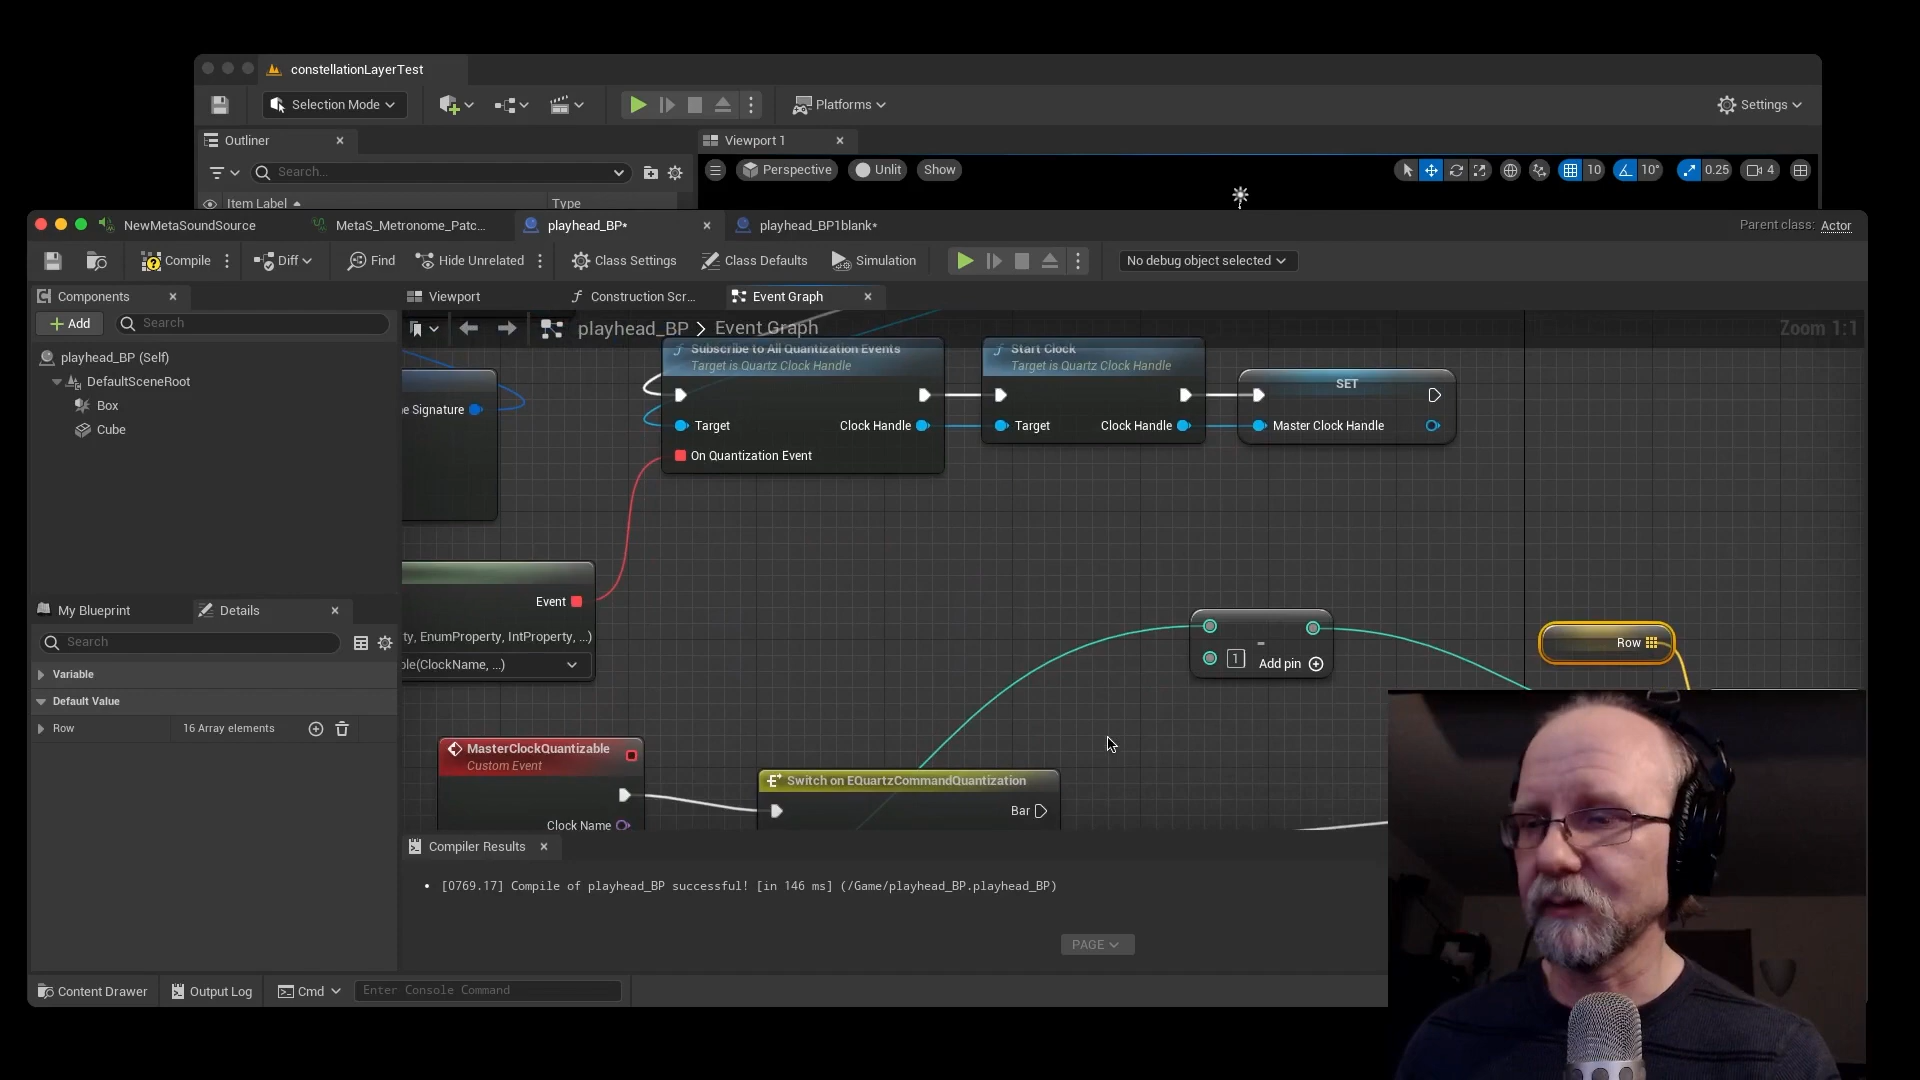 constellationLayerTest
Selection Mode
Platforms
Settings
Outliner
Viewport 1
Search...
Perspective
Unlit
Show
10
10°
0.25
4
Item Label
Type
NewMetaSoundSource
MetaS_Metronome_Patc...
playhead_BP*
playhead_BP1blank*
Parent class: Actor
Compile
Diff
Find
Hide Unrelated
Class Settings
Class Defaults
Simulation
No debug object selected
Components
Viewport
Construction Scr...
Event Graph
Add
Search
playhead_BP > Event Graph
Zoom 1:1
playhead_BP (Self)
DefaultSceneRoot
Box
Cube
Subscribe to All Quantization Events
Target is Quartz Clock Handle
Target
Clock Handle
On Quantization Event
Start Clock
Target is Quartz Clock Handle
Target
Clock Handle
SET
Master Clock Handle
e Signature
Event
ty, EnumProperty, IntProperty, ...)
ble(ClockName, ...)
-
1
Add pin
Row
My Blueprint
Details
Search
Variable
Default Value
Row
16 Array elements
MasterClockQuantizable
Custom Event
Clock Name
Switch on EQuartzCommandQuantization
Bar
Compiler Results
• [0769.17] Compile of playhead_BP successful! [in 146 ms] (/Game/playhead_BP.playhead_BP)
PAGE
Content Drawer
Output Log
Cmd
Enter Console Command